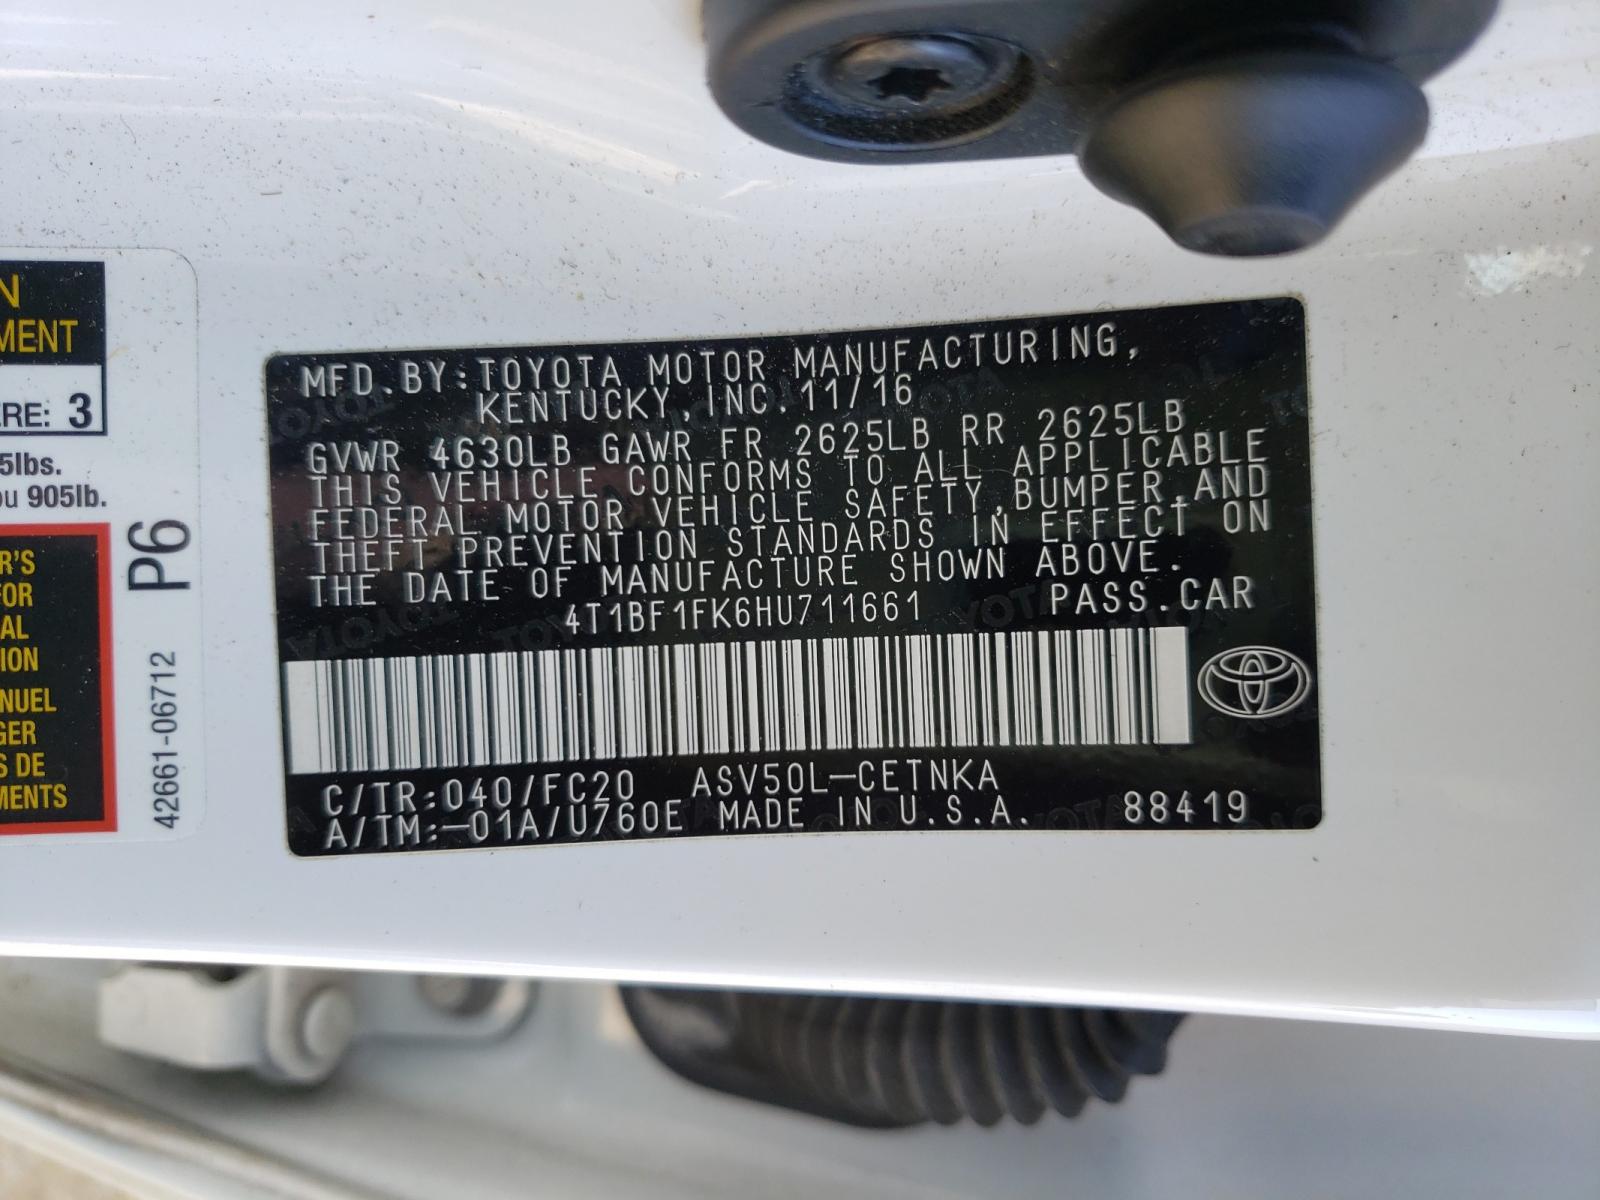 N
MENT
ERE: 3
5lbs.
ou 905lb.
R'S
FOR
AL
ION
NUEL
GER
S DE
MENTS
P6
42661-06712
MFD.BY:TOYOTA MOTOR MANUFACTURING,
KENTUCKY,INC.11/16
GVWR 4630LB GAWR FR 2625LB RR 2625LB
THIS VEHICLE CONFORMS TO ALL APPLICABLE
FEDERAL MOTOR VEHICLE SAFETY,BUMPER,AND
THEFT PREVENTION STANDARDS IN EFFECT ON
THE DATE OF MANUFACTURE SHOWN ABOVE.
4T1BF1FK6HU711661 PASS.CAR
C/TR:040/FC20 ASV50L-CETNKA
A/TM:-01A/U760E MADE IN U.S.A. 88419